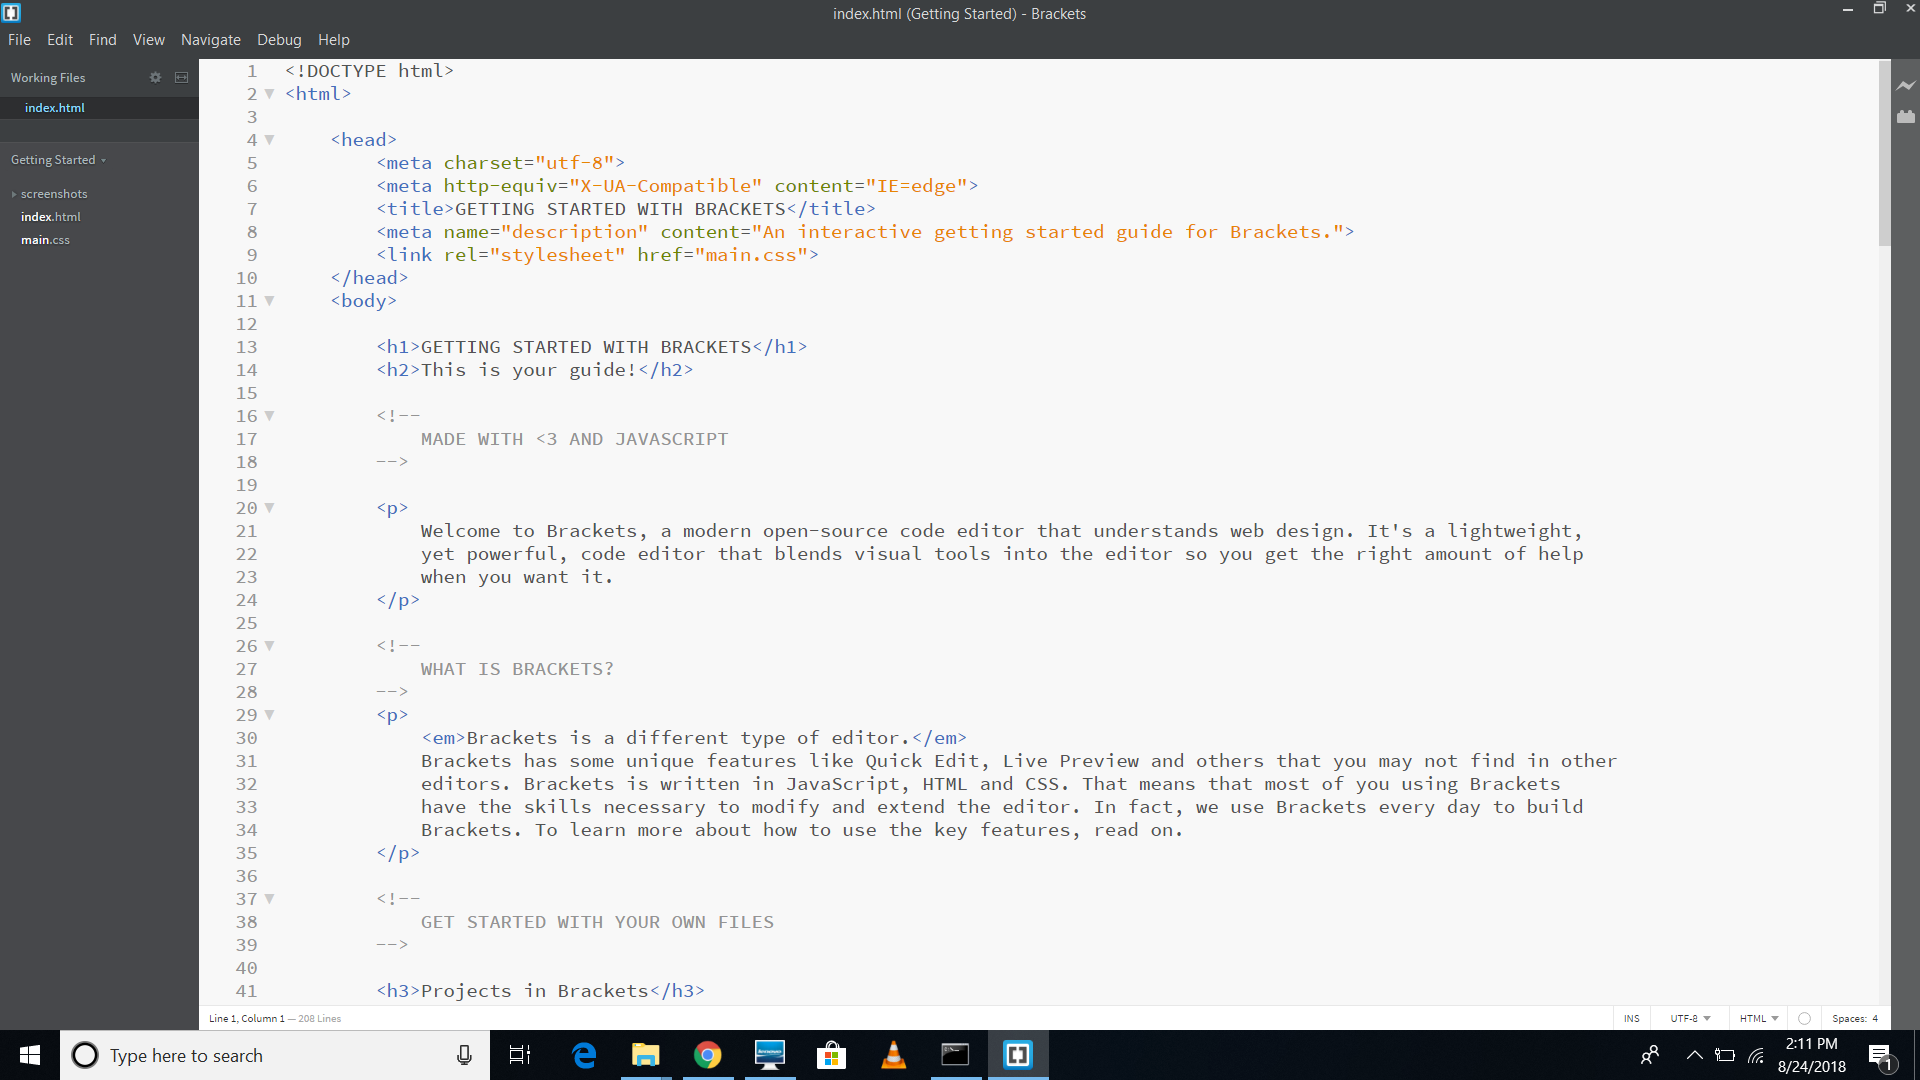 index.html (Getting Started) - Brackets
File Edit Find View Navigate Debug Help
Working Files
index.html
Getting Started
screenshots
index.html
main.css
1 <!DOCTYPE html>
2 <html>
3
4 <head>
5 <meta charset="utf-8">
6 <meta http-equiv="X-UA-Compatible" content="IE=edge">
7 <title>GETTING STARTED WITH BRACKETS</title>
8 <meta name="description" content="An interactive getting started guide for Brackets.">
9 <link rel="stylesheet" href="main.css">
10 </head>
11 <body>
12
13 <h1>GETTING STARTED WITH BRACKETS</h1>
14 <h2>This is your guide!</h2>
15
16 <!--
17 MADE WITH <3 AND JAVASCRIPT
18 -->
19
20 <p>
21 Welcome to Brackets, a modern open-source code editor that understands web design. It's a lightweight,
22 yet powerful, code editor that blends visual tools into the editor so you get the right amount of help
23 when you want it.
24 </p>
25
26 <!--
27 WHAT IS BRACKETS?
28 -->
29 <p>
30 <em>Brackets is a different type of editor.</em>
31 Brackets has some unique features like Quick Edit, Live Preview and others that you may not find in other
32 editors. Brackets is written in JavaScript, HTML and CSS. That means that most of you using Brackets
33 have the skills necessary to modify and extend the editor. In fact, we use Brackets every day to build
34 Brackets. To learn more about how to use the key features, read on.
35 </p>
36
37 <!--
38 GET STARTED WITH YOUR OWN FILES
39 -->
40
41 <h3>Projects in Brackets</h3>
Line 1, Column 1 — 208 Lines
INS UTF-8 HTML Spaces: 4
Type here to search
2:11 PM
8/24/2018
1